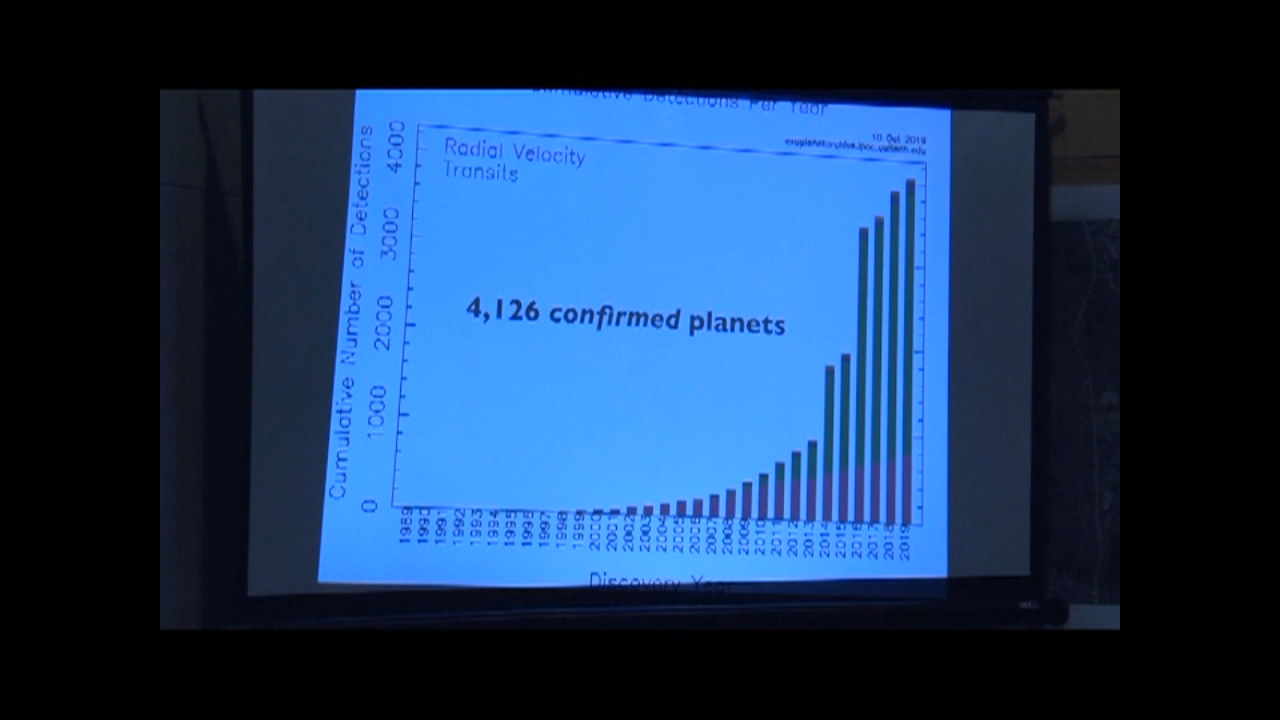 Cumulative Detections Per Year
10 Oct 2019
exoplanetarchive.ipac.caltech.edu
Radial Velocity
Transits
4,126 confirmed planets
Cumulative Number of Detections
4000
3000
2000
1000
0
1989 1990 1991 1992 1993 1994 1995 1996 1997 1998 1999 2000 2001 2002 2003 2004 2005 2006 2007 2008 2009 2010 2011 2012 2013 2014 2015 2016 2017 2018 2019
Discovery Year